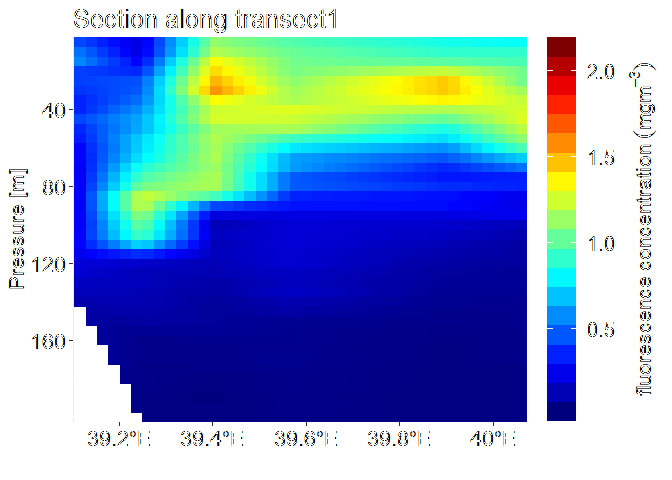 Section along transect1
40
80
120
160
Pressure [m]
39.2°E
39.4°E
39.6°E
39.8°E
40°E
2.0
1.5
1.0
0.5
fluorescence concentration (mgm⁻³)